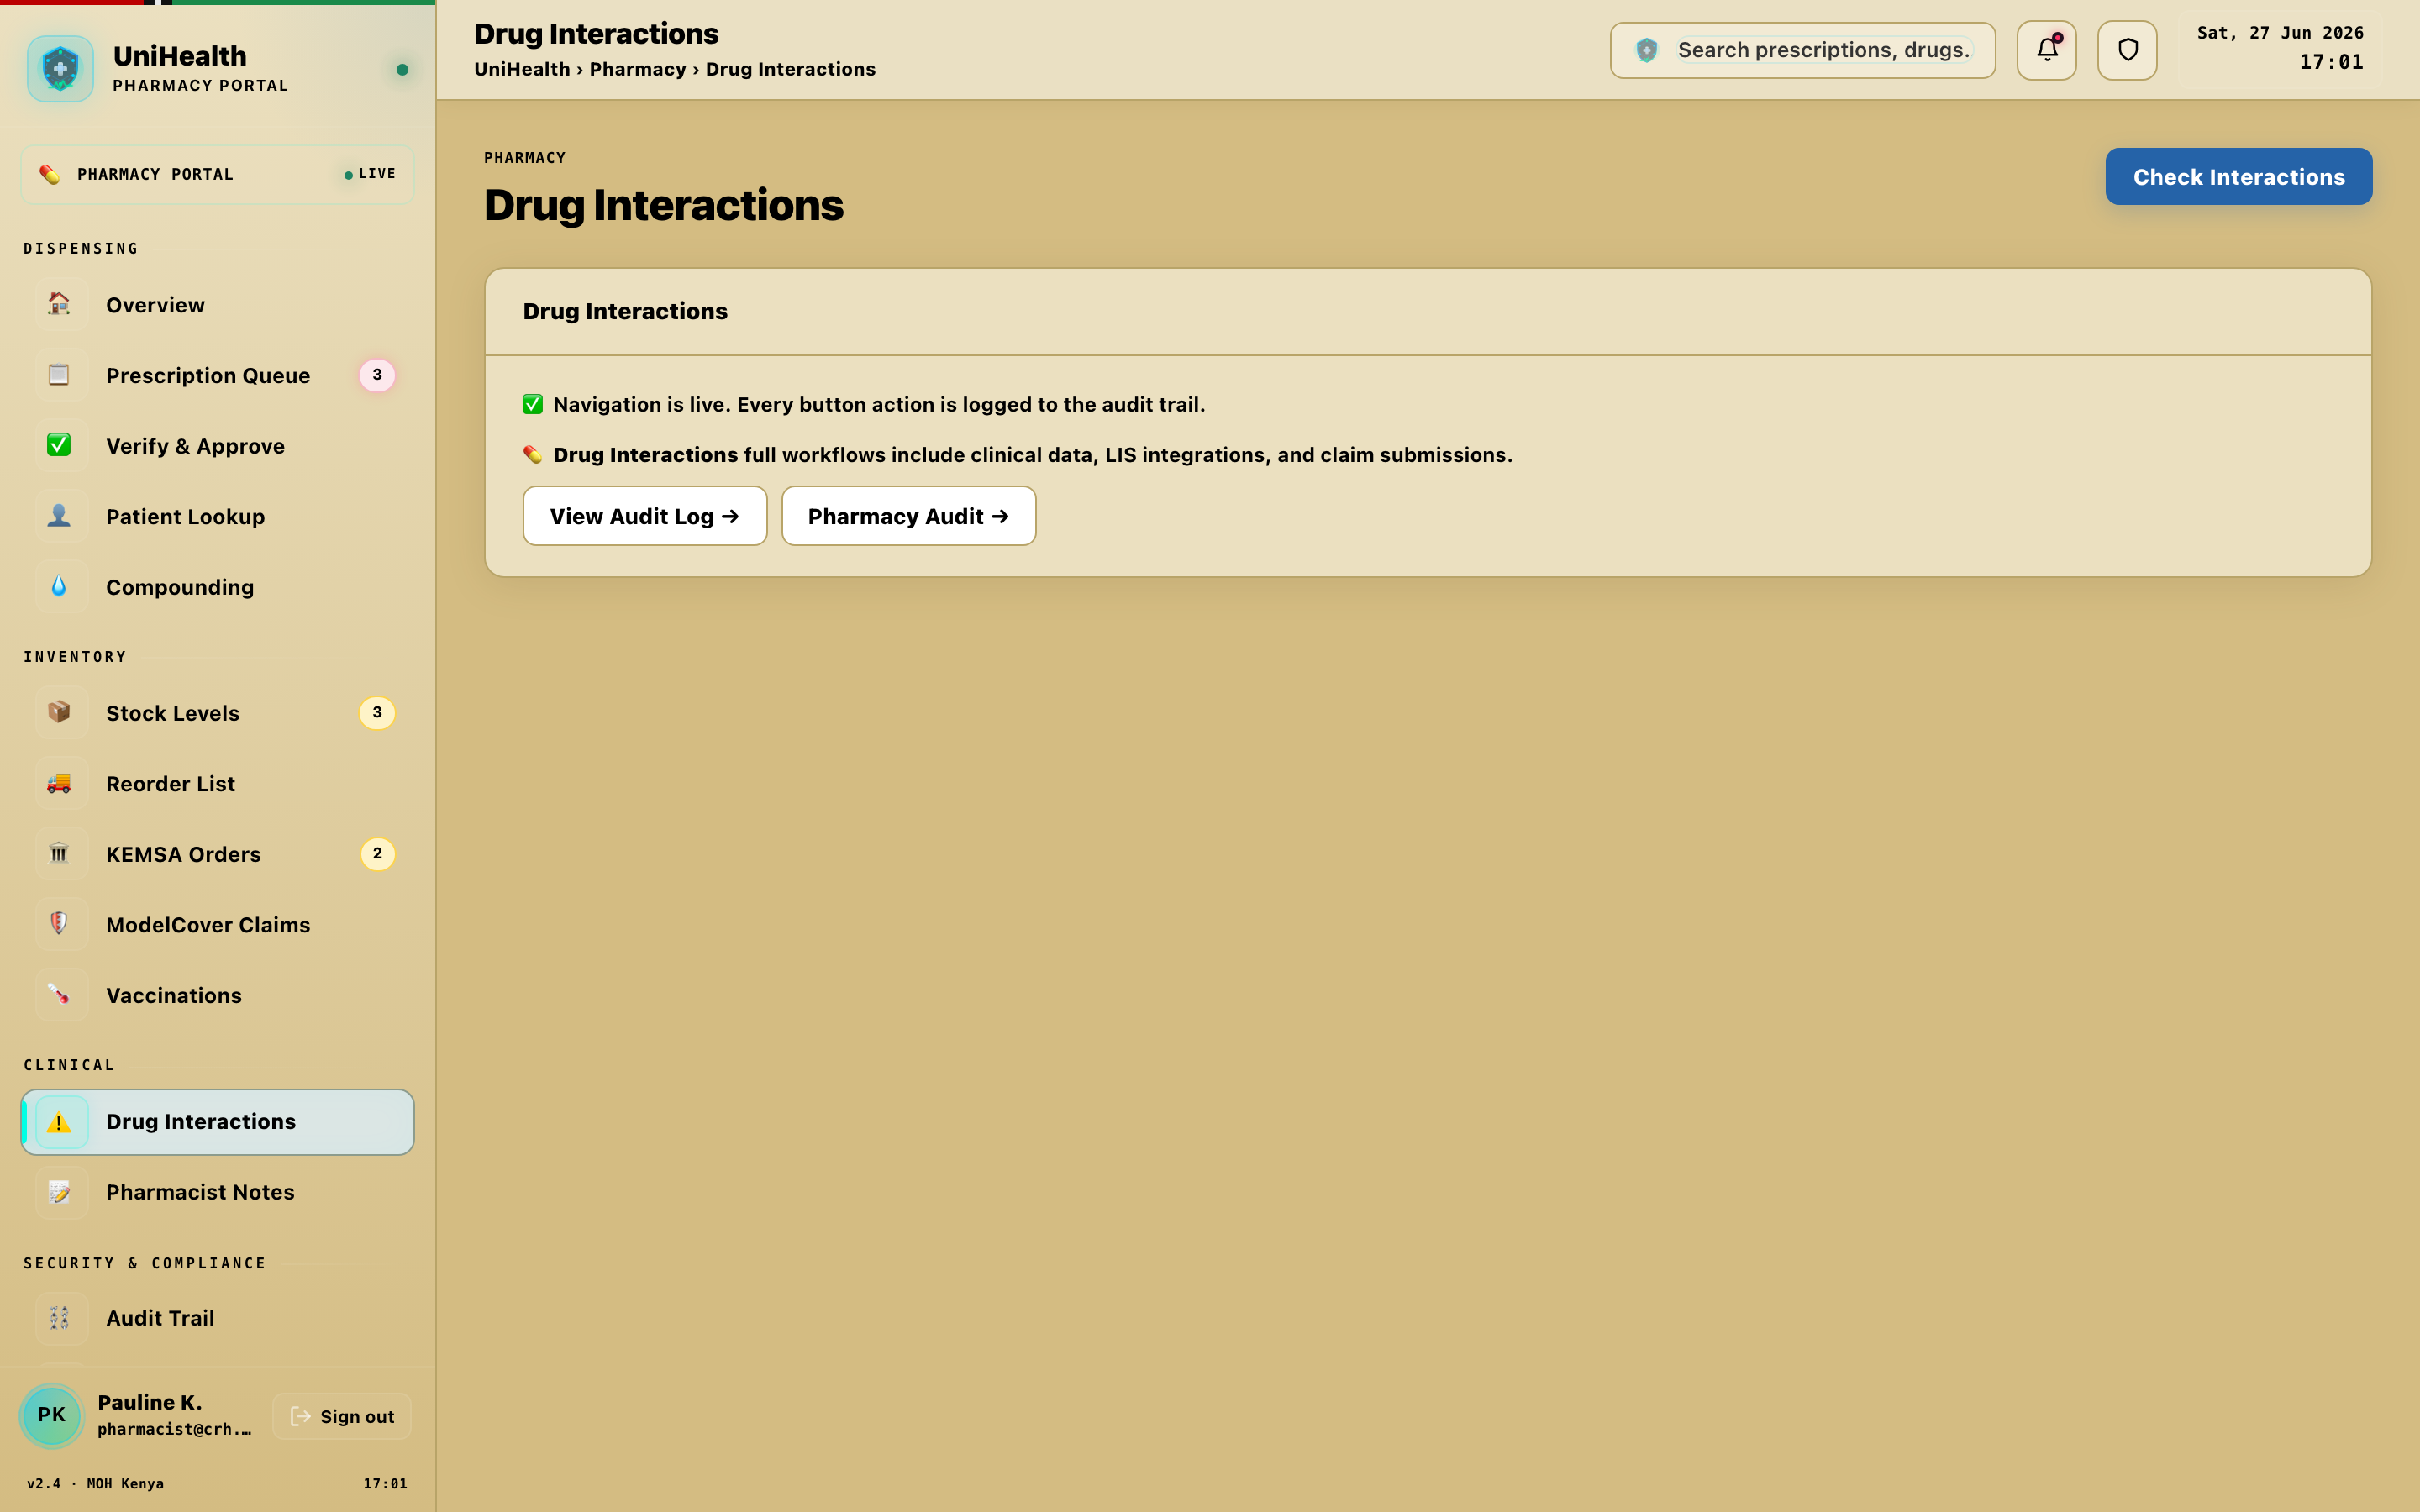 UniHealth
PHARMACY PORTAL
PHARMACY PORTAL
LIVE
DISPENSING
Overview
Prescription Queue 3
Verify & Approve
Patient Lookup
Compounding
INVENTORY
Stock Levels 3
Reorder List
KEMSA Orders 2
ModelCover Claims
Vaccinations
CLINICAL
Drug Interactions
Pharmacist Notes
SECURITY & COMPLIANCE
Audit Trail
PK
Pauline K.
pharmacist@crh.…
Sign out
v2.4 · MOH Kenya 17:01
Drug Interactions
UniHealth › Pharmacy › Drug Interactions
Search prescriptions, drugs.
Sat, 27 Jun 2026
17:01
PHARMACY
Drug Interactions
Check Interactions
Drug Interactions
✅ Navigation is live. Every button action is logged to the audit trail.
💊 Drug Interactions full workflows include clinical data, LIS integrations, and claim submissions.
View Audit Log →
Pharmacy Audit →